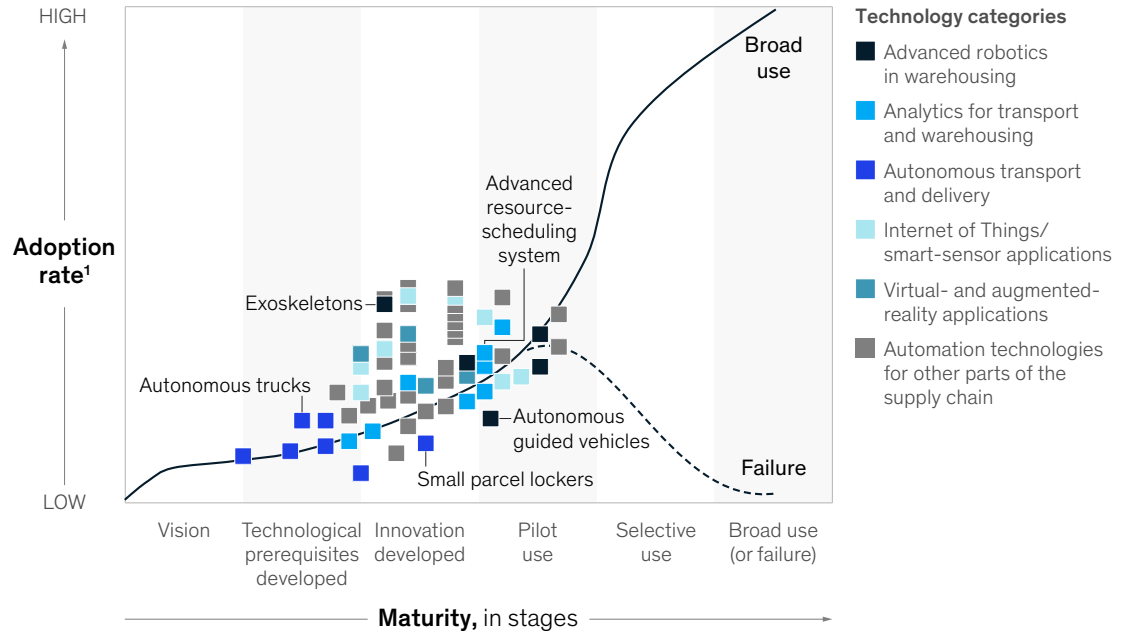 HIGH
Adoption
rate¹
LOW
Broad
use
Advanced
resource-
scheduling
system
Exoskeletons
Autonomous trucks
Autonomous
guided vehicles
Small parcel lockers
Failure
Vision
Technological
prerequisites
developed
Innovation
developed
Pilot
use
Selective
use
Broad use
(or failure)
Maturity, in stages
Technology categories
Advanced robotics
in warehousing
Analytics for transport
and warehousing
Autonomous transport
and delivery
Internet of Things/
smart-sensor applications
Virtual- and augmented-
reality applications
Automation technologies
for other parts of the
supply chain